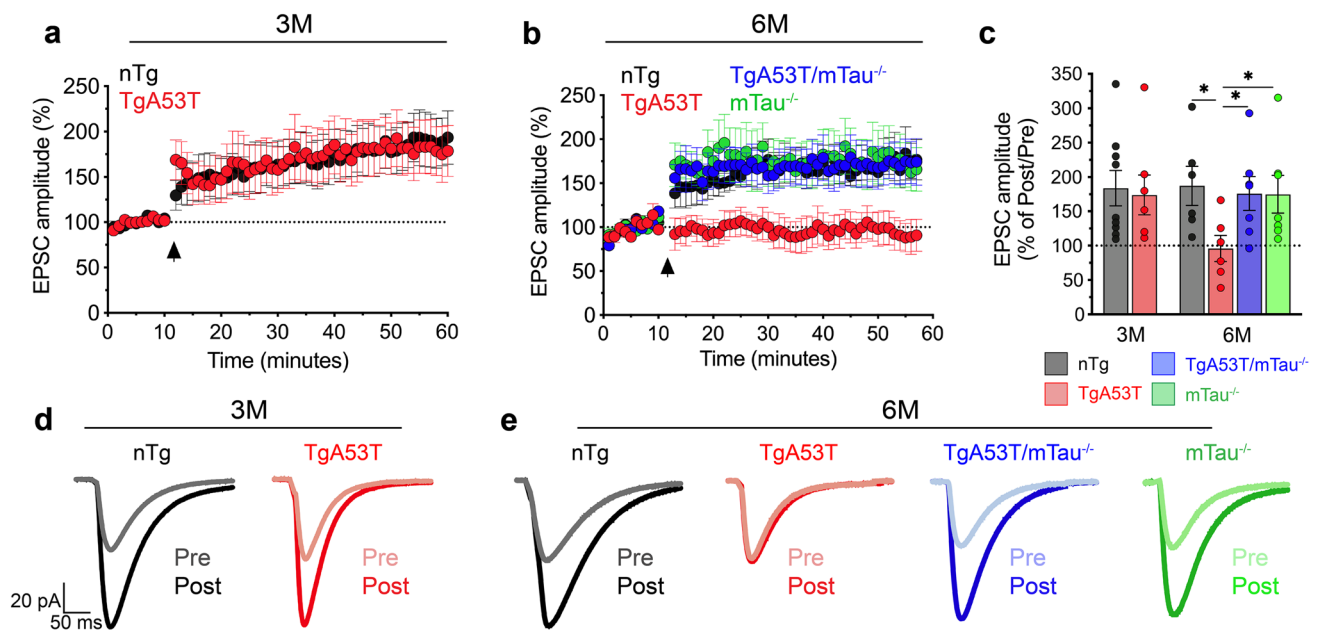 a
3M
nTg
TgA53T
EPSC amplitude (%)
250
200
150
100
50
0
0 10 20 30 40 50 60
Time (minutes)
b
6M
nTg TgA53T/mTau-/-
TgA53T mTau-/-
EPSC amplitude (%)
250
200
150
100
50
0
0 10 20 30 40 50 60
Time (minutes)
c
EPSC amplitude
(% of Post/Pre)
350
300
250
200
150
100
50
0
* * *
3M 6M
nTg TgA53T/mTau-/-
TgA53T mTau-/-
d
3M
nTg TgA53T
Pre Pre
Post Post
20 pA
50 ms
e
6M
nTg TgA53T TgA53T/mTau-/- mTau-/-
Pre Pre Pre Pre
Post Post Post Post